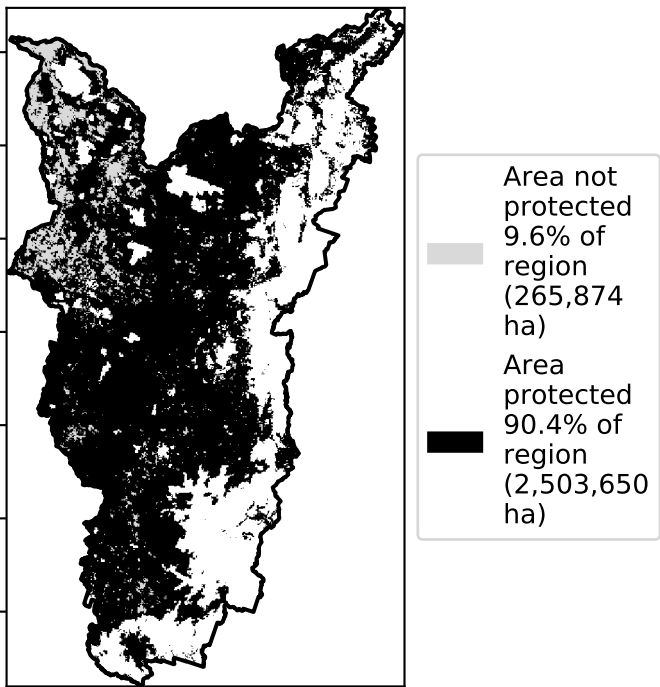 Area not
protected
9.6% of
region
(265,874
ha)
Area
protected
90.4% of
region
(2,503,650
ha)